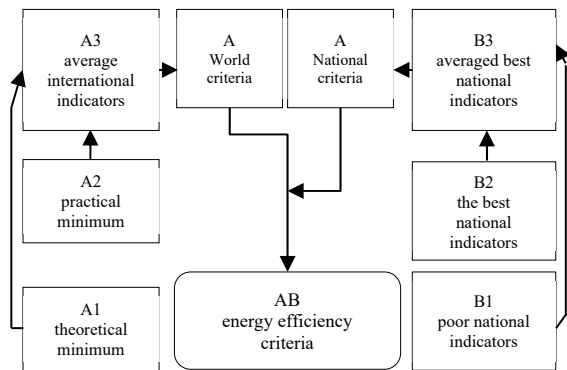 A3
average
international
indicators
A
World
criteria
A
National
criteria
B3
averaged best
national
indicators
A2
practical
minimum
B2
the best
national
indicators
A1
theoretical
minimum
AB
energy efficiency
criteria
B1
poor national
indicators